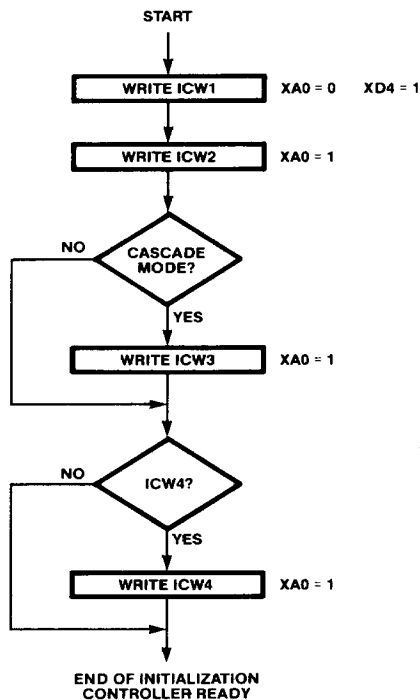 START
WRITE ICW1 XA0 = 0 XD4 = 1
WRITE ICW2 XA0 = 1
NO
CASCADE
MODE?
YES
WRITE ICW3 XA0 = 1
NO
ICW4?
YES
WRITE ICW4 XA0 = 1
END OF INITIALIZATION
CONTROLLER READY